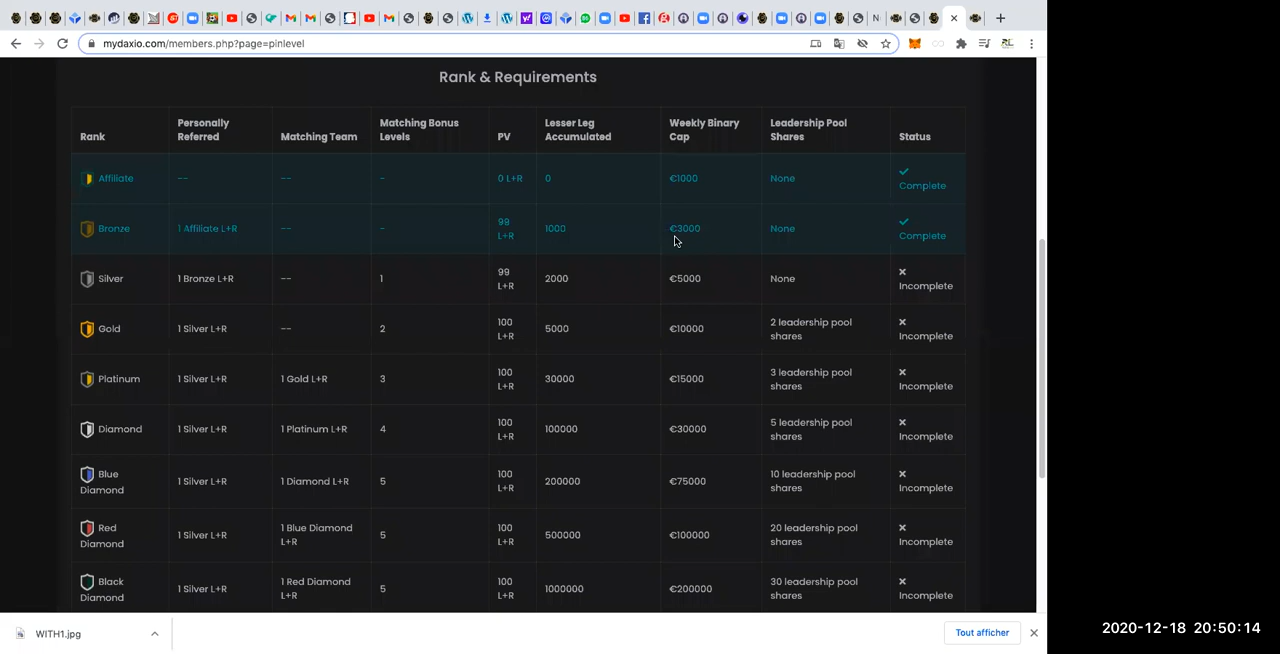 mydaxio.com/members.php?page=pinlevel
Rank & Requirements
Rank
Personally
Referred
Matching Team
Matching Bonus
Levels
PV
Lesser Leg
Accumulated
Weekly Binary
Cap
Leadership Pool
Shares
Status
Affiliate
--
--
-
0 L+R
0
€1000
None
✓
Complete
Bronze
1 Affiliate L+R
--
-
99
L+R
1000
€3000
None
✓
Complete
Silver
1 Bronze L+R
--
1
99
L+R
2000
€5000
None
×
Incomplete
Gold
1 Silver L+R
--
2
100
L+R
5000
€10000
2 leadership pool
shares
×
Incomplete
Platinum
1 Silver L+R
1 Gold L+R
3
100
L+R
30000
€15000
3 leadership pool
shares
×
Incomplete
Diamond
1 Silver L+R
1 Platinum L+R
4
100
L+R
100000
€30000
5 leadership pool
shares
×
Incomplete
Blue
Diamond
1 Silver L+R
1 Diamond L+R
5
100
L+R
200000
€75000
10 leadership pool
shares
×
Incomplete
Red
Diamond
1 Silver L+R
1 Blue Diamond
L+R
5
100
L+R
500000
€100000
20 leadership pool
shares
×
Incomplete
Black
Diamond
1 Silver L+R
1 Red Diamond
L+R
5
100
L+R
1000000
€200000
30 leadership pool
shares
×
Incomplete
WITH1.jpg
Tout afficher
2020-12-18 20:50:14